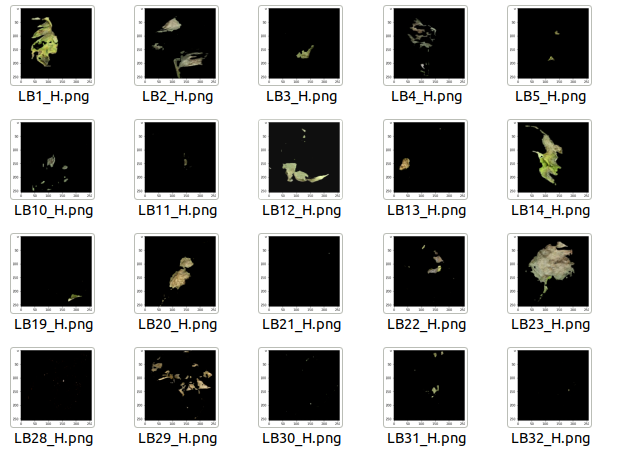 LB1_H.png LB2_H.png LB3_H.png LB4_H.png LB5_H.png
LB10_H.png LB11_H.png LB12_H.png LB13_H.png LB14_H.png
LB19_H.png LB20_H.png LB21_H.png LB22_H.png LB23_H.png
LB28_H.png LB29_H.png LB30_H.png LB31_H.png LB32_H.png